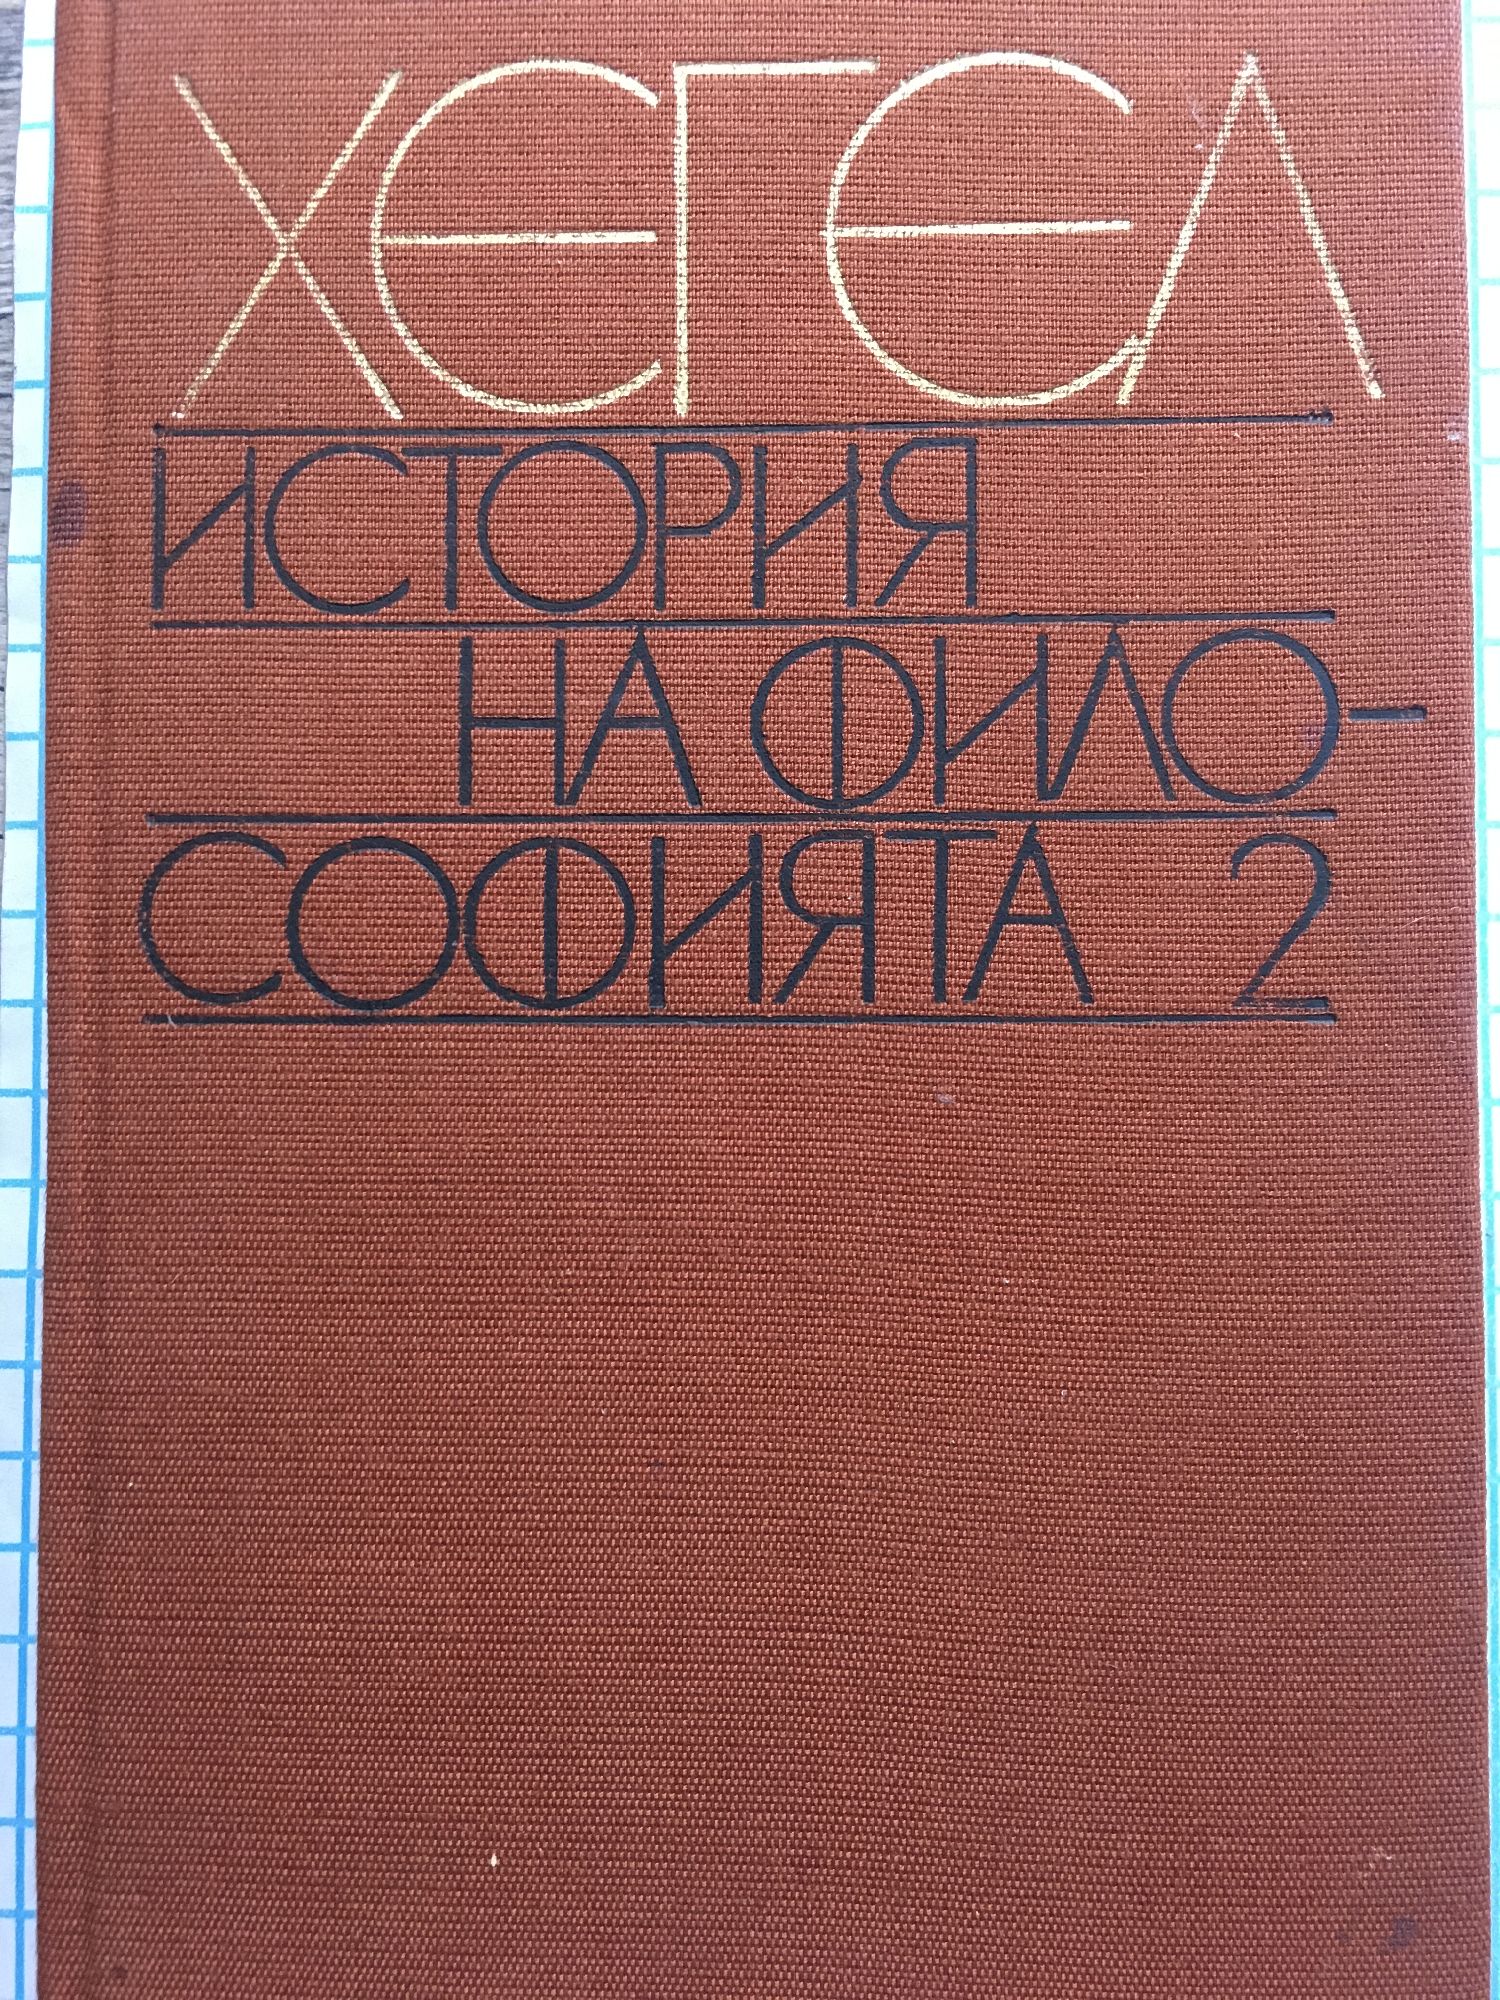 ХЕГЕЛ
ИСТОРИЯ
НА ФИЛО-
СОФИЯТА 2